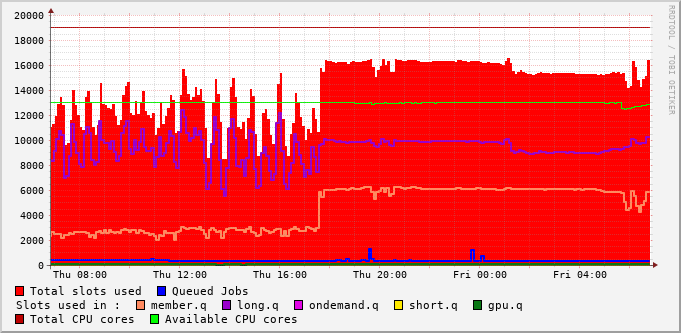 20000
18000
16000
14000
12000
10000
8000
6000
4000
2000
0
Thu 08:00 Thu 12:00 Thu 16:00 Thu 20:00 Fri 00:00 Fri 04:00
Total slots used Queued Jobs
Slots used in : member.q long.q ondemand.q short.q gpu.q
Total CPU cores Available CPU cores
RRDTOOL / TOBI OETIKER